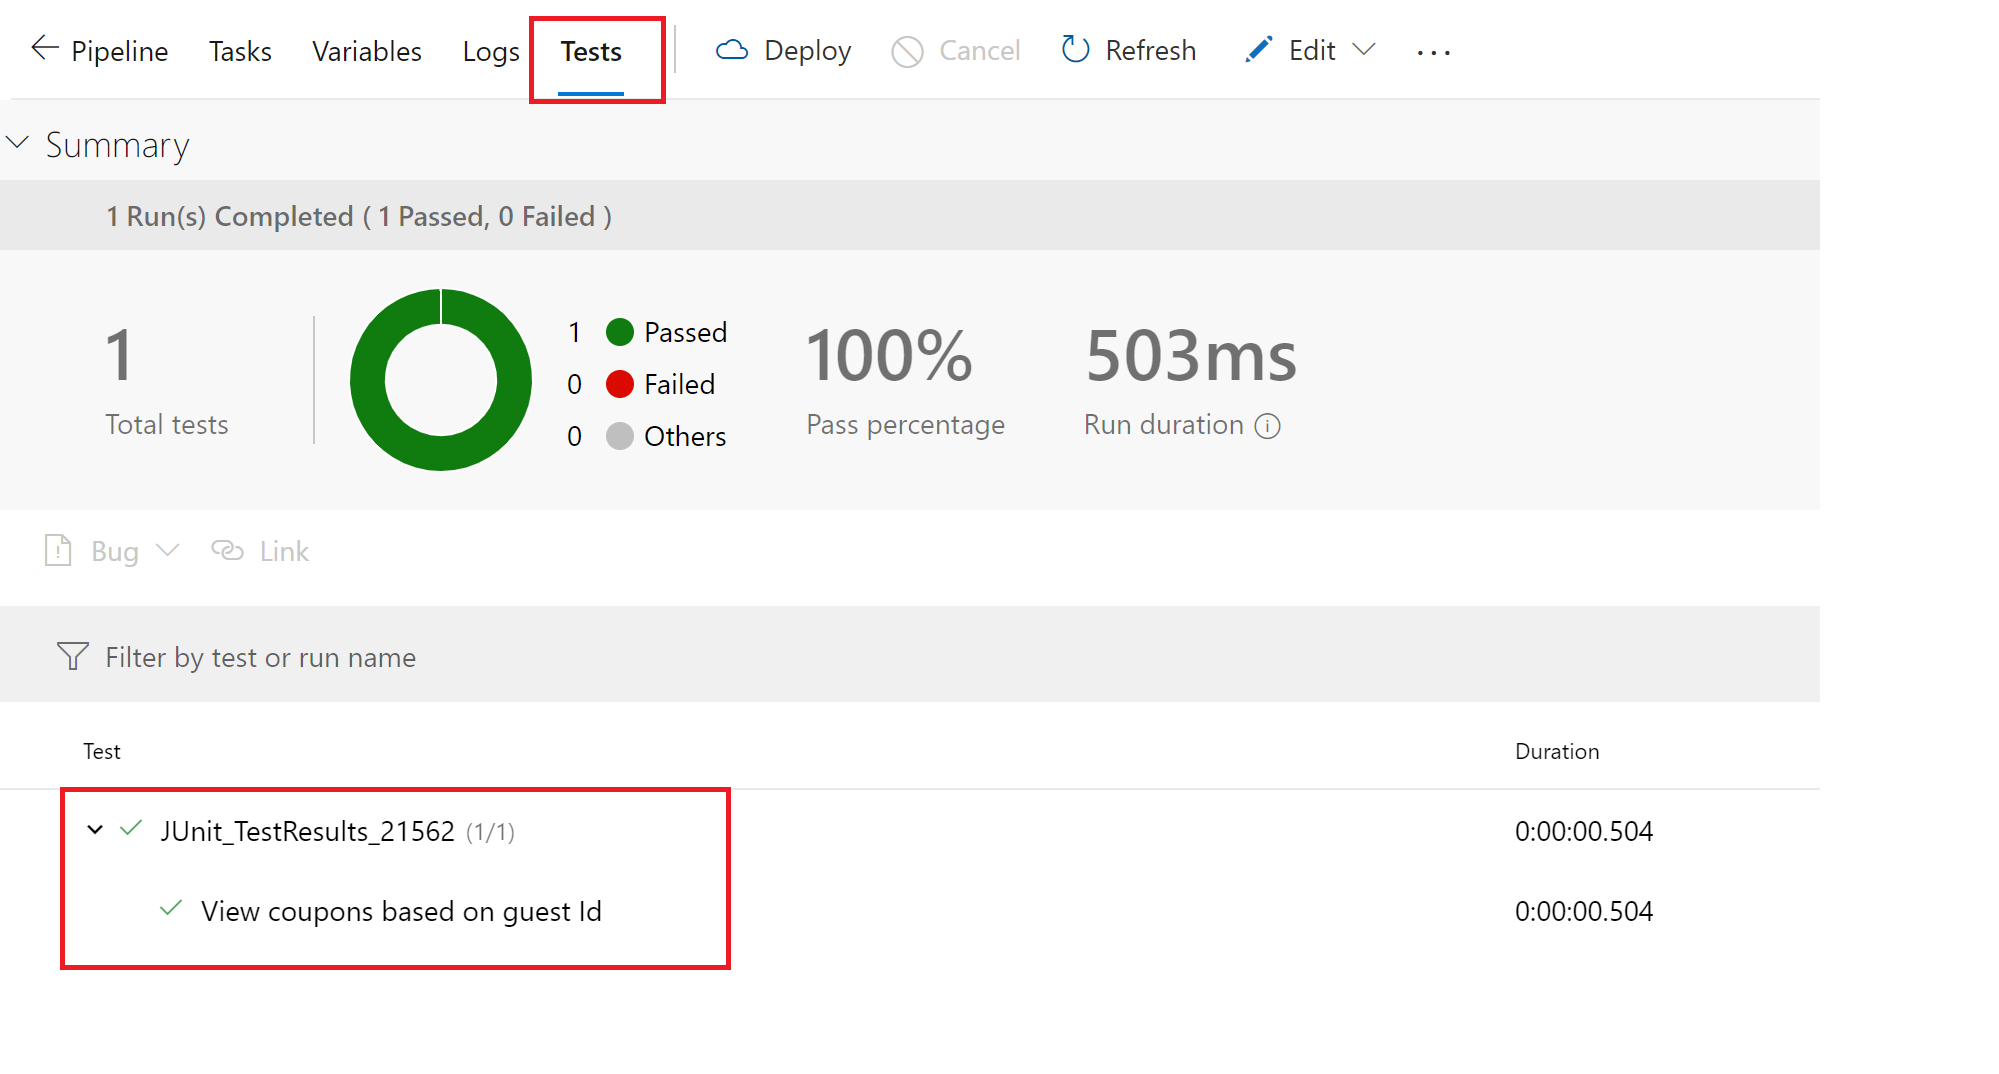 Pipeline Tasks Variables Logs Tests Deploy Cancel Refresh Edit ...
Summary
1 Run(s) Completed ( 1 Passed, 0 Failed )
1
Total tests
1 Passed
0 Failed
0 Others
100%
Pass percentage
503ms
Run duration
Bug Link
Filter by test or run name
Test Duration
JUnit_TestResults_21562 (1/1) 0:00:00.504
View coupons based on guest Id 0:00:00.504